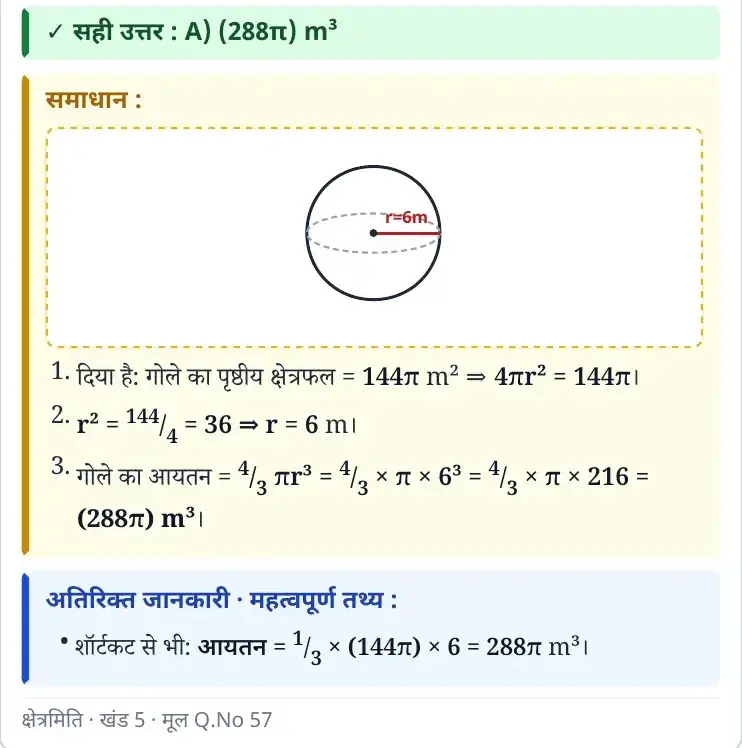 ✓ सही उत्तर : A) (288π) m³
समाधान :
r=6m
1. दिया है: गोले का पृष्ठीय क्षेत्रफल = 144π m² ⇒ 4πr² = 144π।
2. r² = 144/4 = 36 ⇒ r = 6 m।
3. गोले का आयतन = 4/3 πr³ = 4/3 × π × 6³ = 4/3 × π × 216 =
(288π) m³।
अतिरिक्त जानकारी · महत्वपूर्ण तथ्य :
• शॉर्टकट से भी: आयतन = 1/3 × (144π) × 6 = 288π m³।
क्षेत्रमिति · खंड 5 · मूल Q.No 57